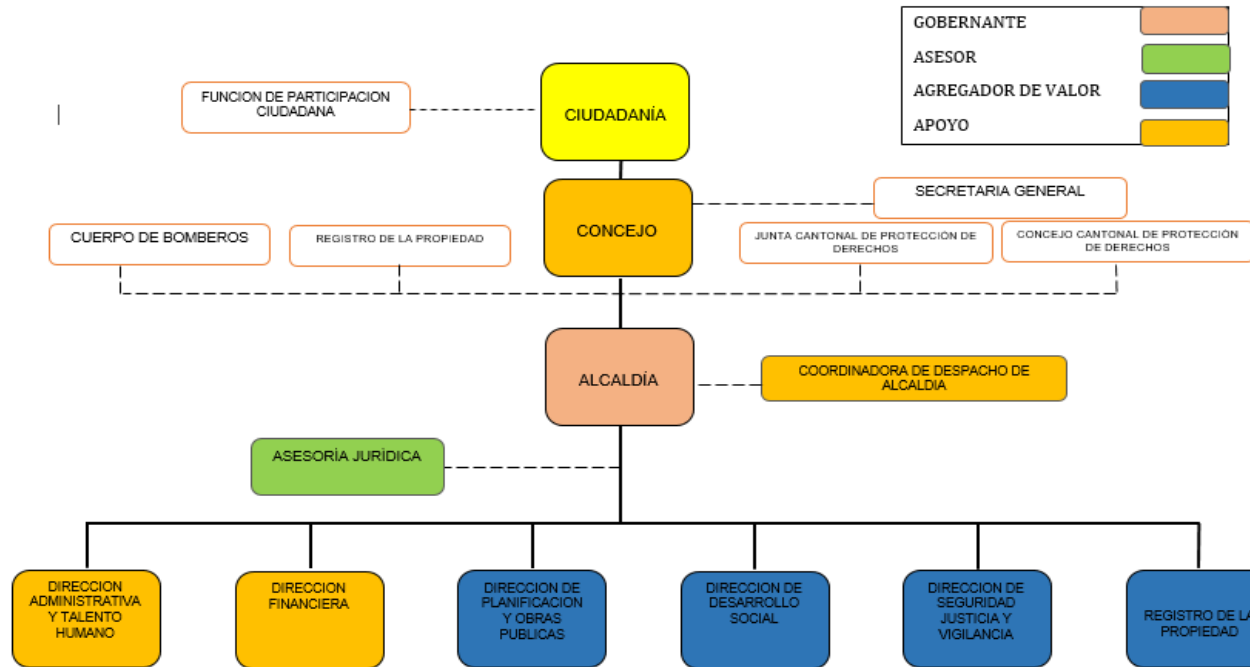 GOBERNANTE
ASESOR
AGREGADOR DE VALOR
APOYO
FUNCION DE PARTICIPACION
CIUDADANA
CIUDADANÍA
SECRETARIA GENERAL
CONCEJO
CUERPO DE BOMBEROS
REGISTRO DE LA PROPIEDAD
JUNTA CANTONAL DE PROTECCIÓN DE
DERECHOS
CONCEJO CANTONAL DE PROTECCIÓN
DE DERECHOS
ALCALDÍA
COORDINADORA DE DESPACHO DE
ALCALDIA
ASESORÍA JURÍDICA
DIRECCION
ADMINISTRATIVA
Y TALENTO
HUMANO
DIRECCION
FINANCIERA
DIRECCION DE
PLANIFICACION
Y OBRAS
PUBLICAS
DIRECCION DE
DESARROLLO
SOCIAL
DIRECCION DE
SEGURIDAD
JUSTICIA Y
VIGILANCIA
REGISTRO DE LA
PROPIEDAD